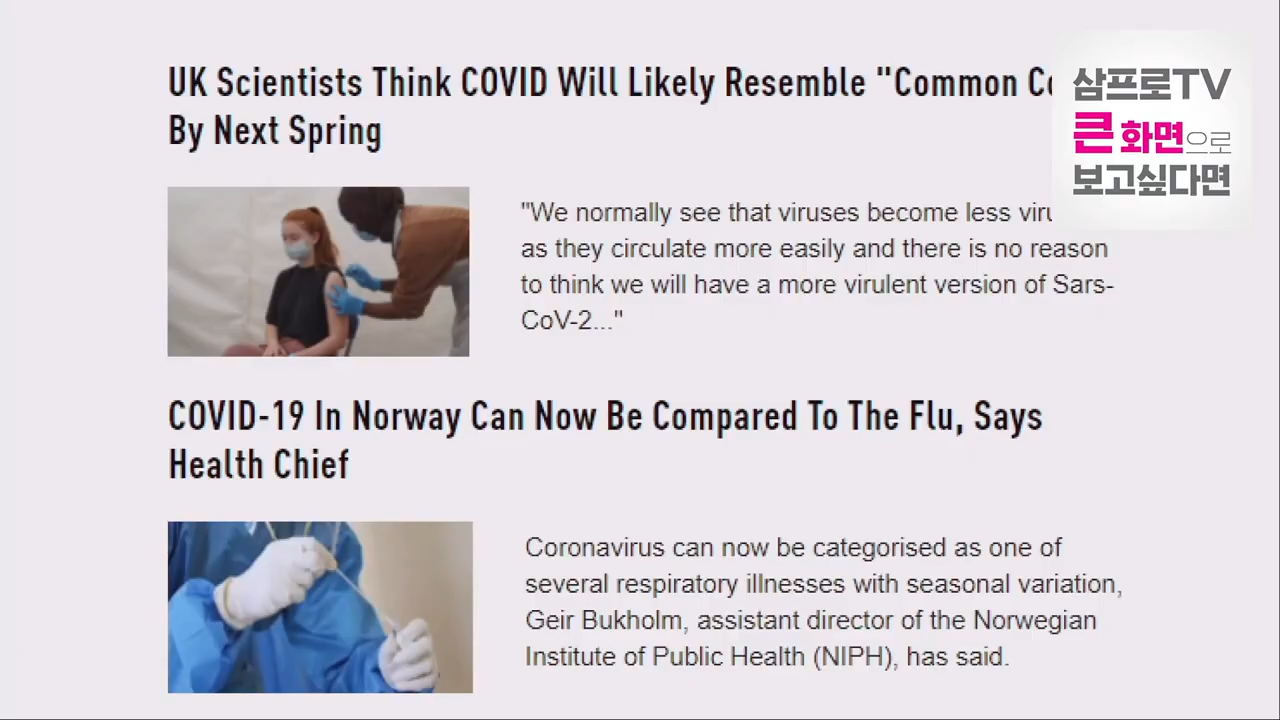 UK Scientists Think COVID Will Likely Resemble "Common
By Next Spring
삼프로TV
큰 화면으로
보고싶다면
"We normally see that viruses become less
as they circulate more easily and there is no reason
to think we will have a more virulent version of Sars-
CoV-2..."
COVID-19 In Norway Can Now Be Compared To The Flu, Says
Health Chief
Coronavirus can now be categorised as one of
several respiratory illnesses with seasonal variation,
Geir Bukholm, assistant director of the Norwegian
Institute of Public Health (NIPH), has said.